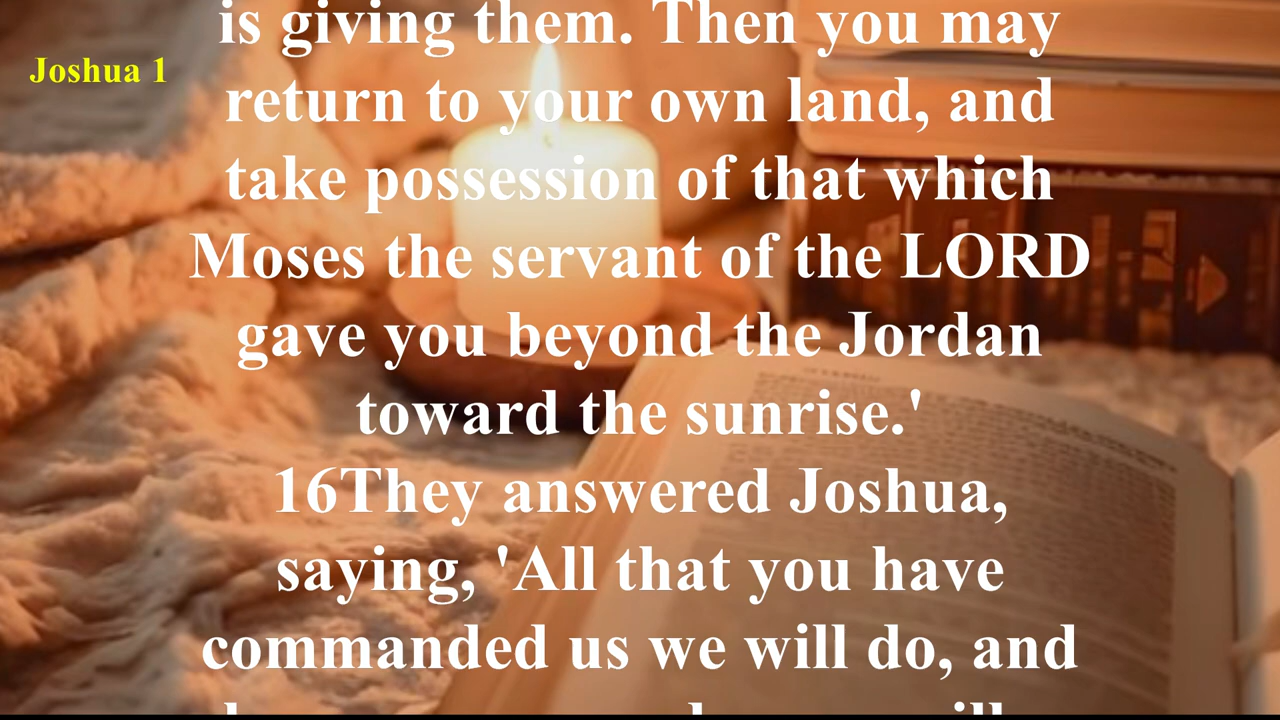 Joshua 1
is giving them. Then you may
return to your own land, and
take possession of that which
Moses the servant of the LORD
gave you beyond the Jordan
toward the sunrise.'
16They answered Joshua,
saying, 'All that you have
commanded us we will do, and